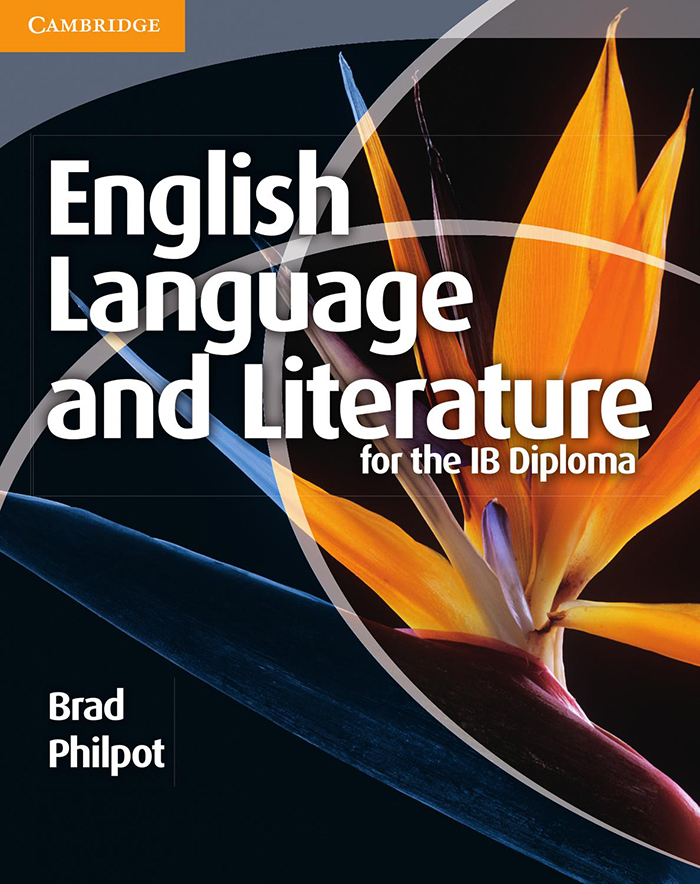 CAMBRIDGE
English
Language
and Literature
for the IB Diploma
Brad
Philpot